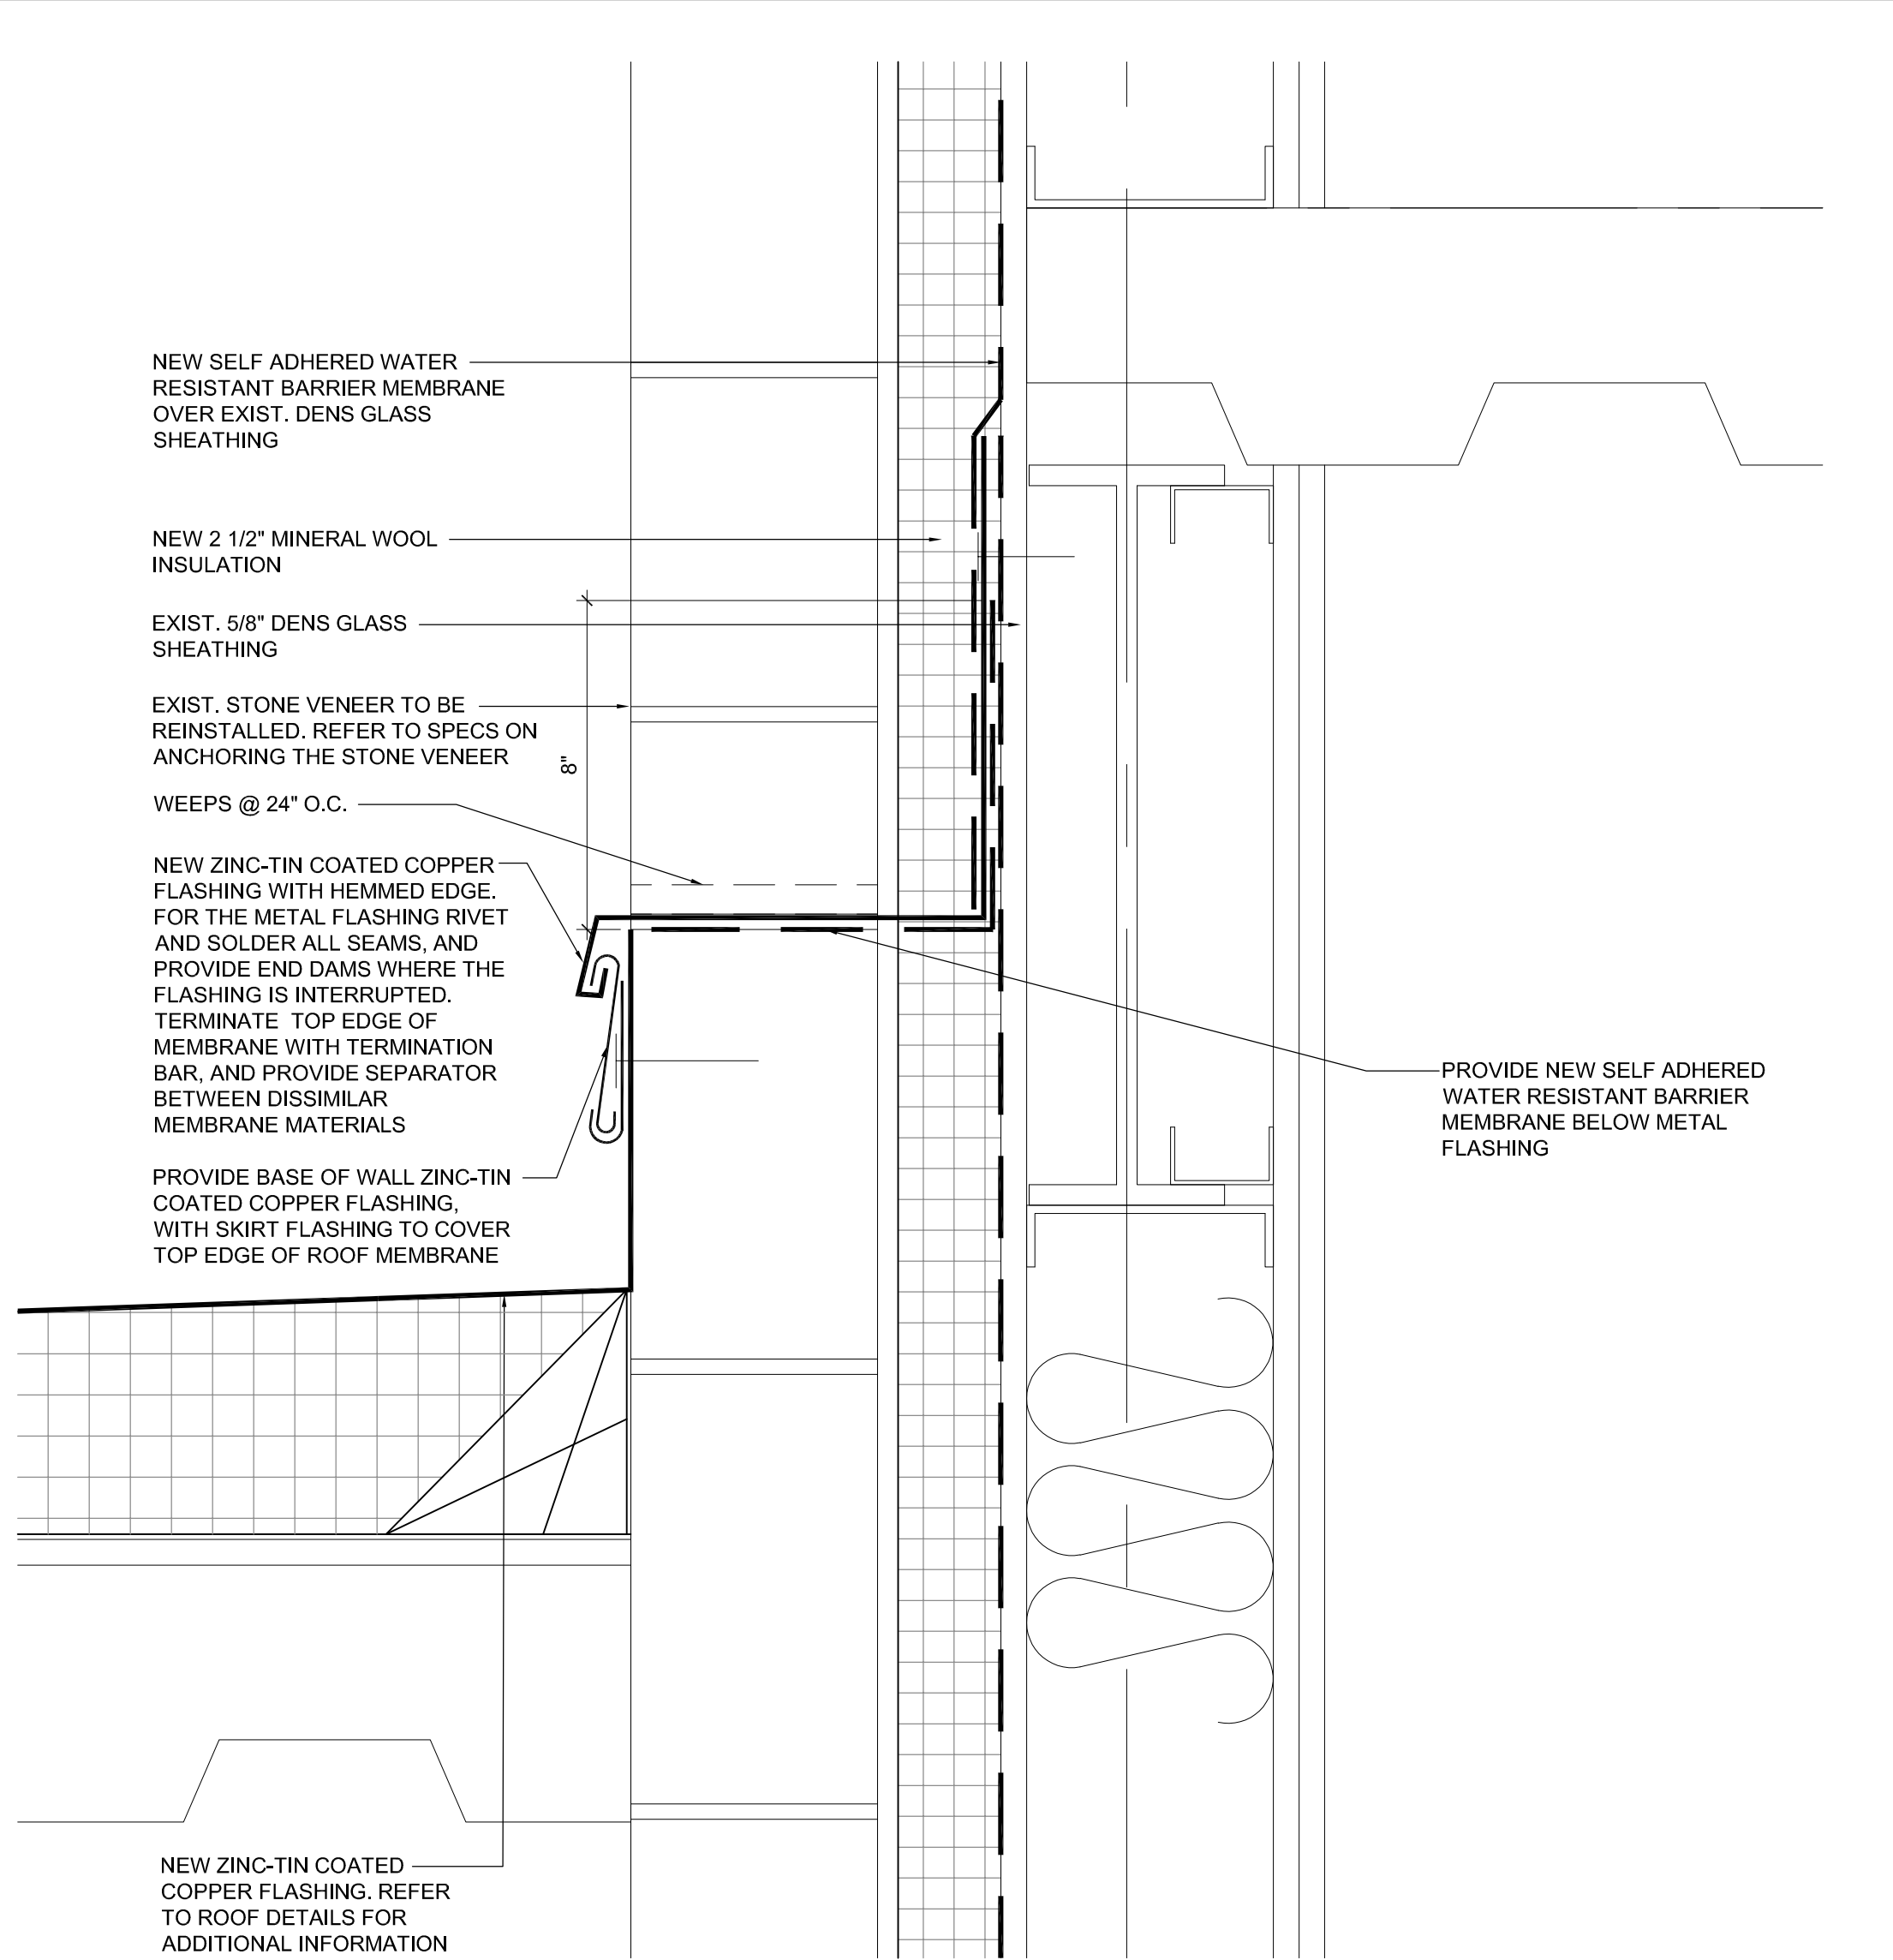 NEW SELF ADHERED WATER
RESISTANT BARRIER MEMBRANE
OVER EXIST. DENS GLASS
SHEATHING
NEW 2 1/2" MINERAL WOOL
INSULATION
EXIST. 5/8" DENS GLASS
SHEATHING
EXIST. STONE VENEER TO BE
REINSTALLED. REFER TO SPECS ON
ANCHORING THE STONE VENEER
8"
WEEPS @ 24" O.C.
NEW ZINC-TIN COATED COPPER
FLASHING WITH HEMMED EDGE.
FOR THE METAL FLASHING RIVET
AND SOLDER ALL SEAMS, AND
PROVIDE END DAMS WHERE THE
FLASHING IS INTERRUPTED.
TERMINATE TOP EDGE OF
MEMBRANE WITH TERMINATION
BAR, AND PROVIDE SEPARATOR
BETWEEN DISSIMILAR
MEMBRANE MATERIALS
PROVIDE BASE OF WALL ZINC-TIN
COATED COPPER FLASHING,
WITH SKIRT FLASHING TO COVER
TOP EDGE OF ROOF MEMBRANE
PROVIDE NEW SELF ADHERED
WATER RESISTANT BARRIER
MEMBRANE BELOW METAL
FLASHING
NEW ZINC-TIN COATED
COPPER FLASHING. REFER
TO ROOF DETAILS FOR
ADDITIONAL INFORMATION